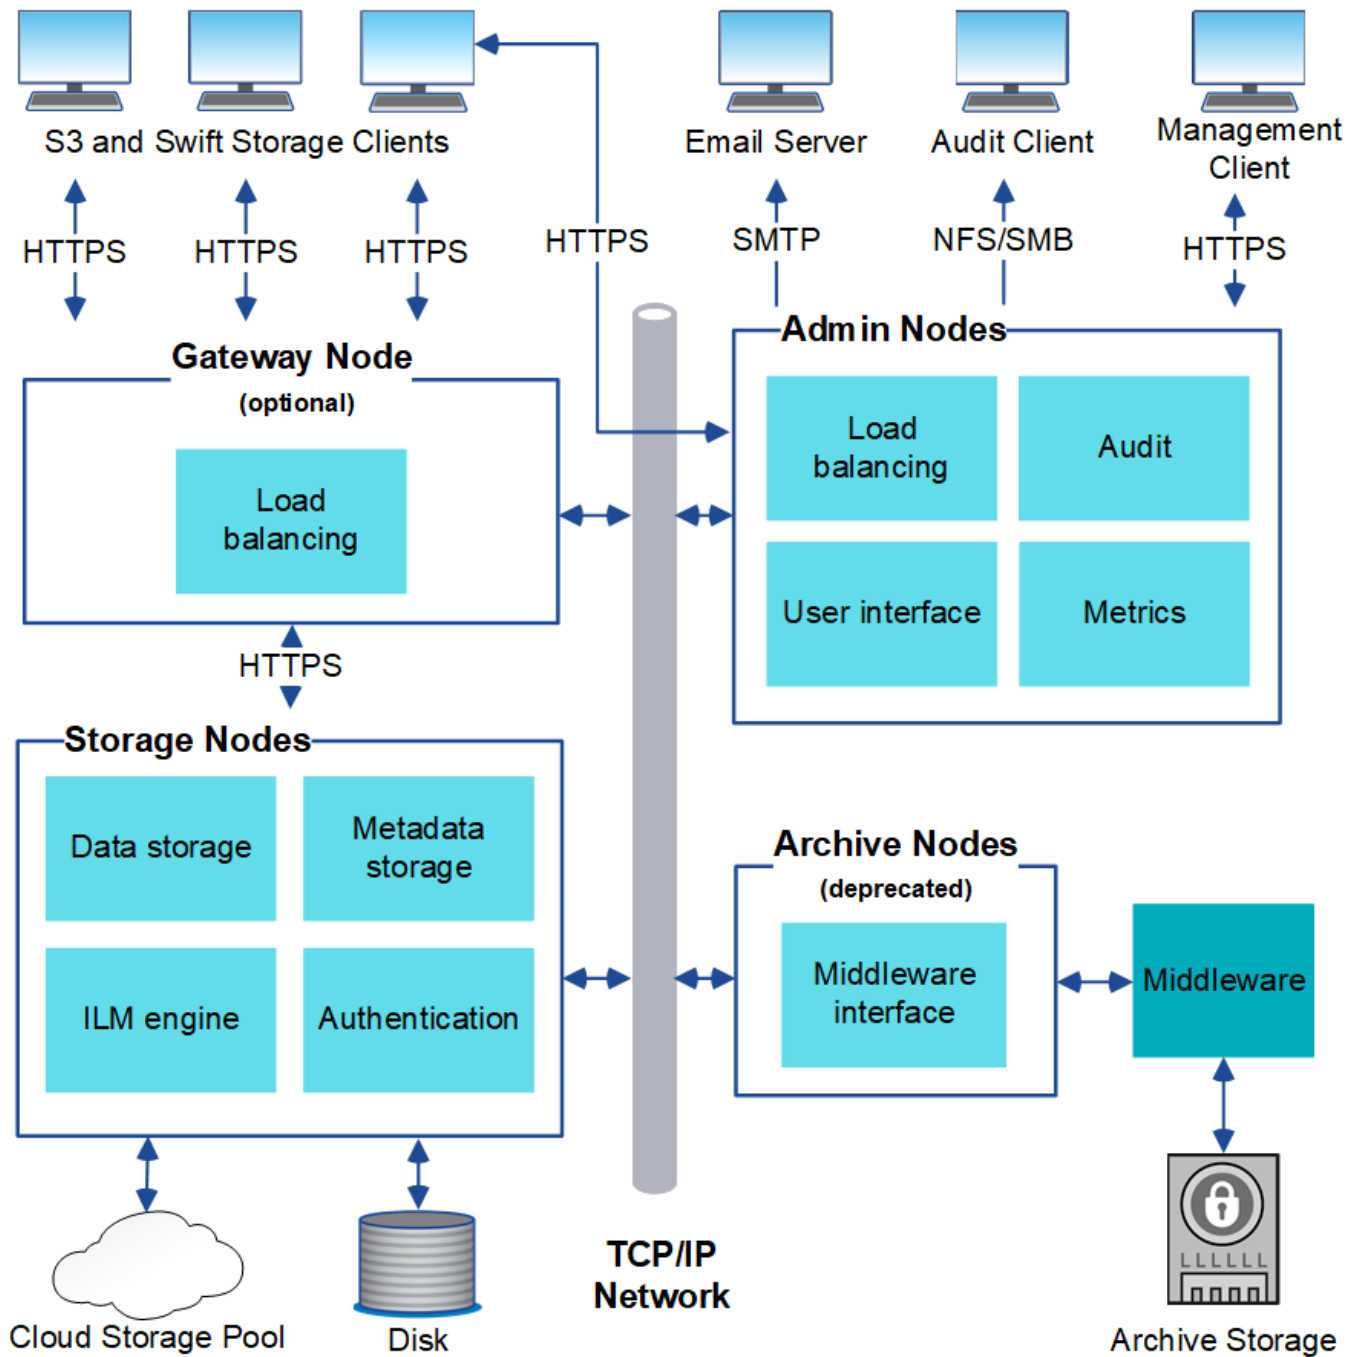 S3 and Swift Storage Clients
Email Server
Audit Client
Management
Client
HTTPS
HTTPS
HTTPS
HTTPS
SMTP
NFS/SMB
HTTPS
Gateway Node
(optional)
Load
balancing
Admin Nodes
Load
balancing
Audit
User interface
Metrics
HTTPS
Storage Nodes
Data storage
Metadata
storage
ILM engine
Authentication
Archive Nodes
(deprecated)
Middleware
interface
Middleware
LLLLLL
TCP/IP
Network
Cloud Storage Pool
Disk
Archive Storage